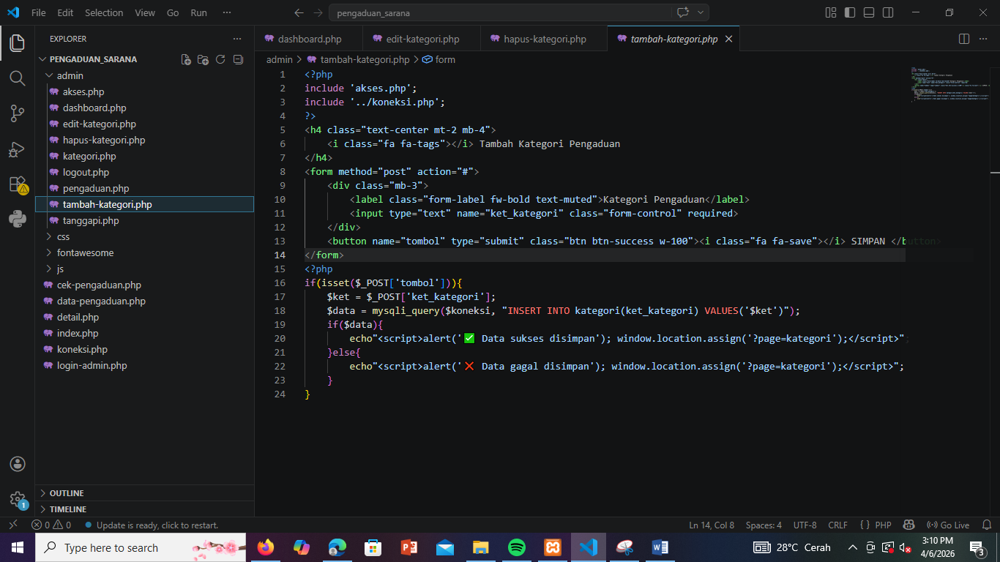 File Edit Selection View Go Run ··· pengaduan_sarana
EXPLORER
PENGADUAN_SARANA
admin
akses.php
dashboard.php
edit-kategori.php
hapus-kategori.php
kategori.php
logout.php
pengaduan.php
tambah-kategori.php
tanggapi.php
css
fontawesome
js
cek-pengaduan.php
data-pengaduan.php
detail.php
index.php
koneksi.php
login-admin.php
OUTLINE
TIMELINE
dashboard.php edit-kategori.php hapus-kategori.php tambah-kategori.php
admin > tambah-kategori.php > form
1 <?php
2 include 'akses.php';
3 include '../koneksi.php';
4 ?>
5 <h4 class="text-center mt-2 mb-4">
6 <i class="fa fa-tags"></i> Tambah Kategori Pengaduan
7 </h4>
8 <form method="post" action="#">
9 <div class="mb-3">
10 <label class="form-label fw-bold text-muted">Kategori Pengaduan</label>
11 <input type="text" name="ket_kategori" class="form-control" required>
12 </div>
13 <button name="tombol" type="submit" class="btn btn-success w-100"><i class="fa fa-save"></i> SIMPAN </button>
14 </form>
15 <?php
16 if(isset($_POST['tombol'])){
17 $ket = $_POST['ket_kategori'];
18 $data = mysqli_query($koneksi, "INSERT INTO kategori(ket_kategori) VALUES('$ket')");
19 if($data){
20 echo"<script>alert('✅ Data sukses disimpan'); window.location.assign('?page=kategori');</script>";
21 }else{
22 echo"<script>alert('❌ Data gagal disimpan'); window.location.assign('?page=kategori');</script>";
23 }
24 }
1
0 0 Update is ready, click to restart. Ln 14, Col 8 Spaces: 4 UTF-8 CRLF { } PHP Go Live
Type here to search 28°C Cerah 3:10 PM
4/6/2026
3